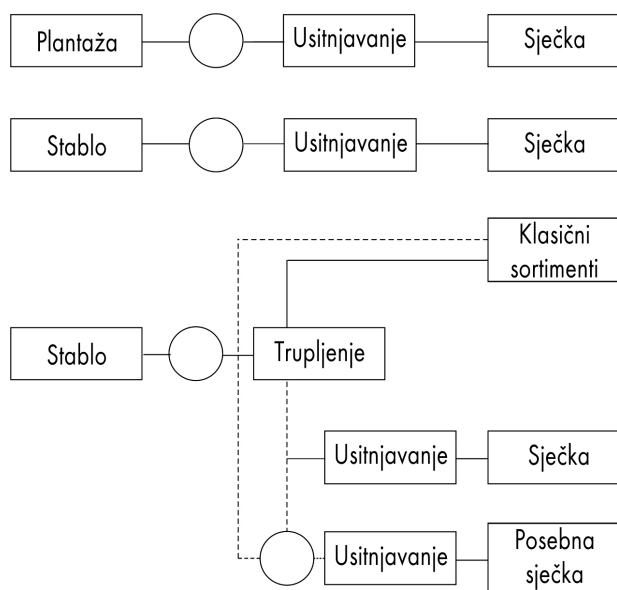 Plantaža
Usitnjavanje
Sječka
Stablo
Usitnjavanje
Sječka
Klasični
sortimenti
Stablo
Trupljenje
Usitnjavanje
Sječka
Usitnjavanje
Posebna
sječka